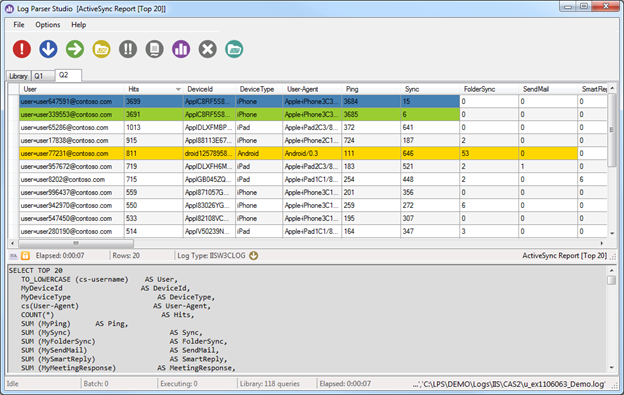 Log Parser Studio [ActiveSync Report [Top 20]]
File Options Help
Library Q1 Q2
User Hits DeviceId DeviceType User-Agent Ping Sync FolderSync SendMail SmartRep
user=user647591@contoso.com 3699 ApplC8RF5S8... iPhone Apple-iPhone3C3... 3684 15 0 0 0
user=user339553@contoso.com 3691 ApplC8RF5S8... iPhone Apple-iPhone3C3... 3685 6 0 0 0
user=user65286@contoso.com 1013 ApplDLXFMBP... iPad Apple-iPad2C3/8... 372 641 0 0 0
user=user17838@contoso.com 915 Appl88113E67... iPhone Apple-iPhone2C1... 724 187 2 0 0
user=user77231@contoso.com 811 droid12578958... Android Android/0.3 111 646 53 0 0
user=user957672@contoso.com 719 ApplDLXFH6M... iPad Apple-iPad2C3/8... 183 521 2 1 0
user=user8202@contoso.com 715 ApplGB045ZQ... iPad Apple-iPad1C1/8... 254 448 2 0 6
user=user996437@contoso.com 559 Appl871057G... iPhone Apple-iPhone3C1... 201 356 0 0 0
user=user942970@contoso.com 550 Appl83026YG... iPhone Apple-iPhone3C1... 259 272 6 0 0
user=user547450@contoso.com 533 Appl82108VC... iPhone Apple-iPhone3C1... 195 307 0 0 0
user=user280190@contoso.com 514 ApplV50239N... iPad Apple-iPad1C1/8... 164 347 3 0 0
Elapsed: 0:00:07 Rows: 20 Log Type: IISW3CLOG ActiveSync Report [Top 20]
SELECT TOP 20
TO_LOWERCASE (cs-username) AS User,
MyDeviceId AS DeviceId,
MyDeviceType AS DeviceType,
cs(User-Agent) AS User-Agent,
COUNT(*) AS Hits,
SUM (MyPing) AS Ping,
SUM (MySync) AS Sync,
SUM (MyFolderSync) AS FolderSync,
SUM (MySendMail) AS SendMail,
SUM (MySmartReply) AS SmartReply,
SUM (MyMeetingResponse) AS MeetingResponse,
Idle Batch: 0 Executing: 0 Library: 118 queries Elapsed: 0:00:07 ...','C:\LPS\DEMO\Logs\IIS\CAS2\u_ex1106063_Demo.log'